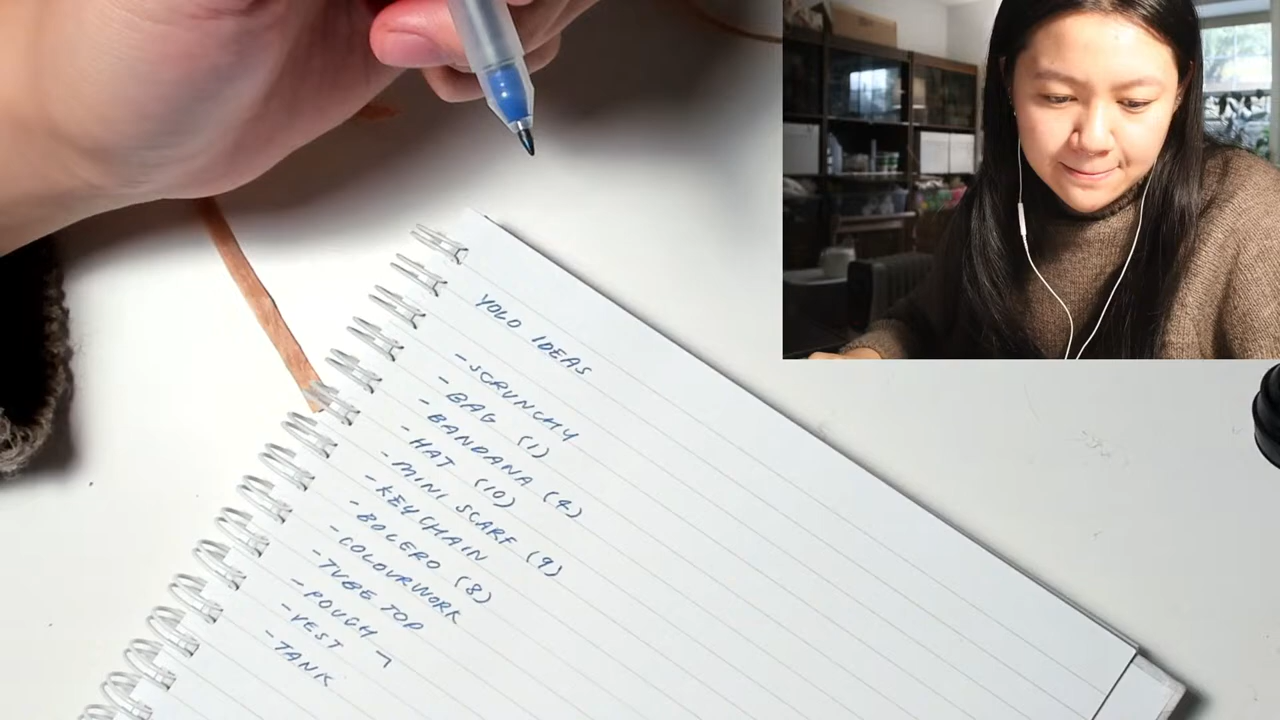 YOLO IDEAS
- SCRUNCHY
- BAG (1)
- BANDANA (4)
- HAT (10)
- MINI SCARF (9)
- KEYCHAIN
- BOLERO (8)
- COLOURWORK
- TUBE TOP
- POUCH ¬
- VEST
- TANK